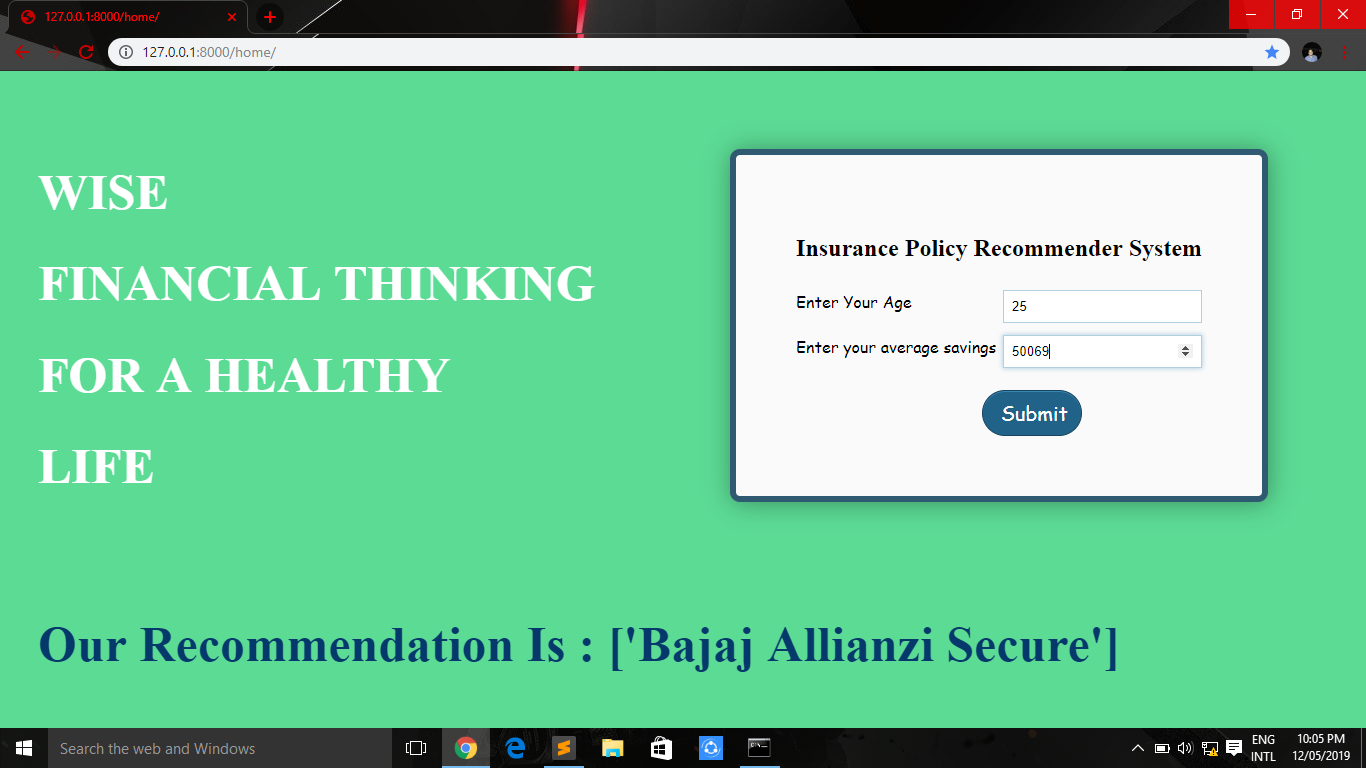 127.0.0.1:8000/home/
127.0.0.1:8000/home/
WISE
FINANCIAL THINKING
FOR A HEALTHY
LIFE
Insurance Policy Recommender System
Enter Your Age 25
Enter your average savings 50069
Submit
Our Recommendation Is : ['Bajaj Allianzi Secure']
Search the web and Windows
ENG
INTL
10:05 PM
12/05/2019